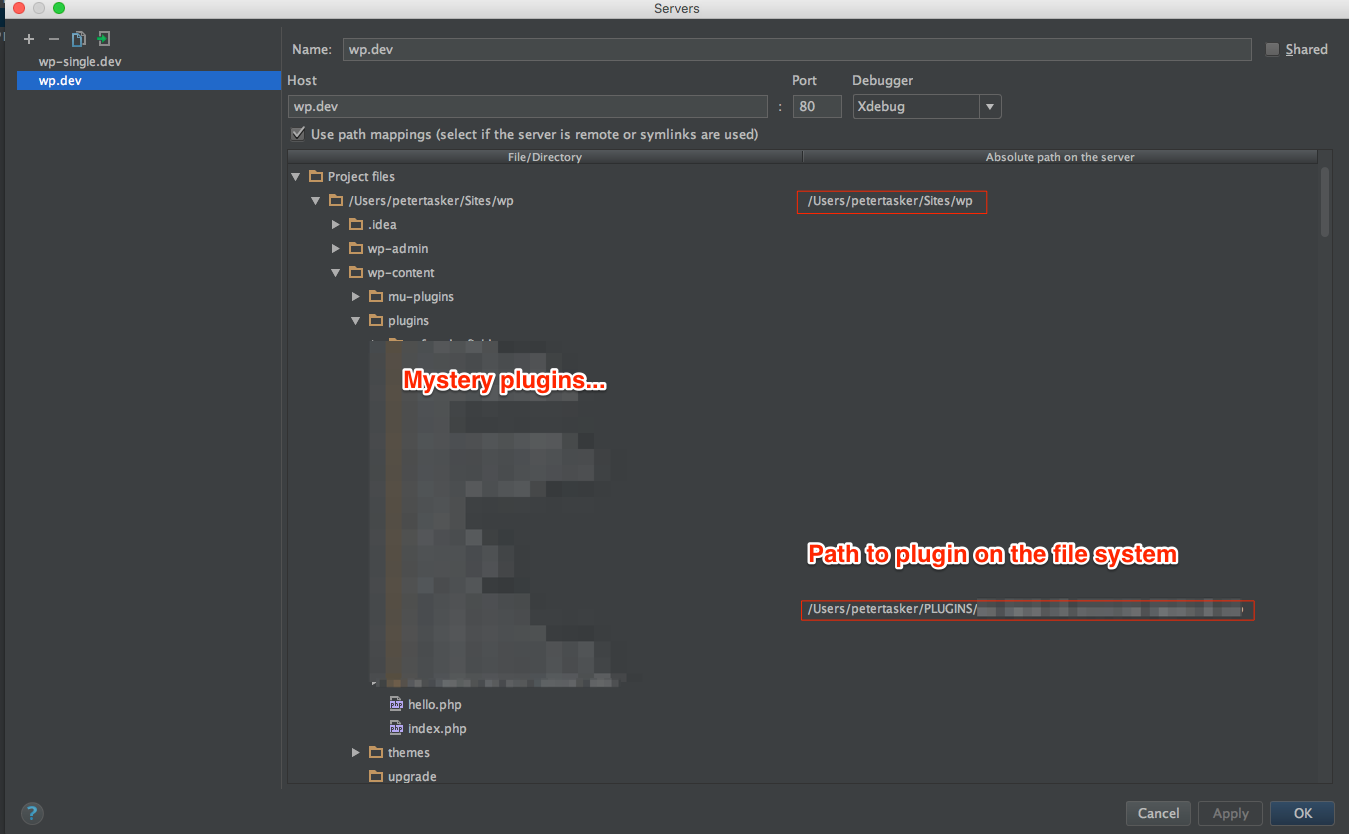 Servers
wp-single.dev
wp.dev
Name: wp.dev Shared
Host Port Debugger
wp.dev : 80 Xdebug
Use path mappings (select if the server is remote or symlinks are used)
File/Directory Absolute path on the server
Project files
/Users/petertasker/Sites/wp /Users/petertasker/Sites/wp
.idea
wp-admin
wp-content
mu-plugins
plugins
Mystery plugins...
Path to plugin on the file system
/Users/petertasker/PLUGINS/
hello.php
index.php
themes
upgrade
? Cancel Apply OK